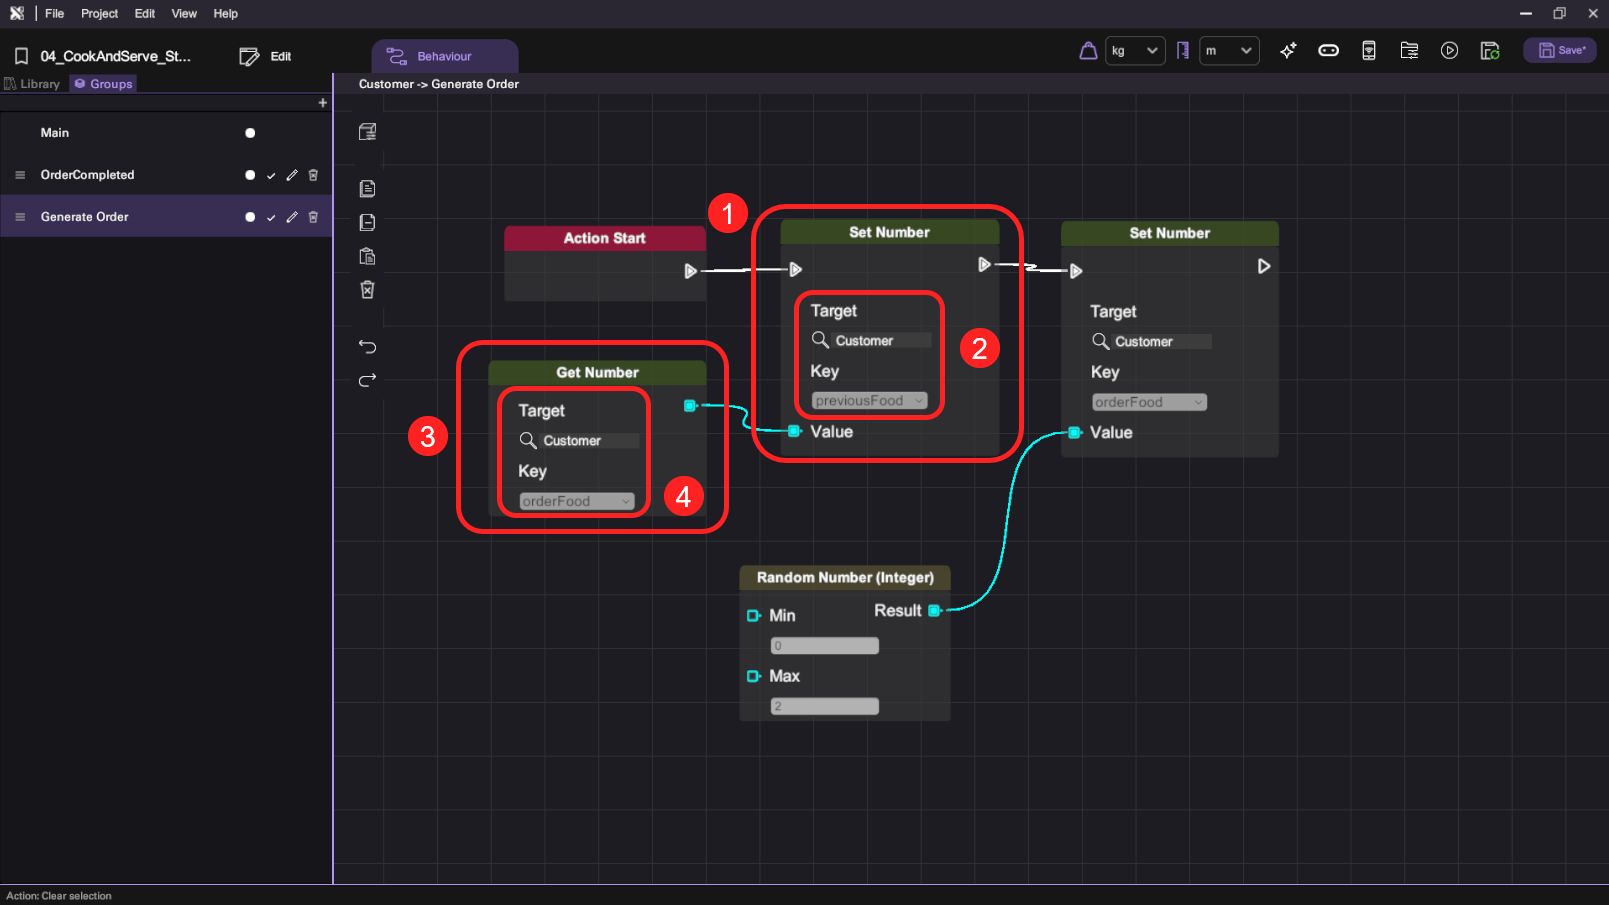 File Project Edit View Help
04_CookAndServe_St... Edit Behaviour kg m Save*
Library Groups
Customer -> Generate Order
+
Main
OrderCompleted
Generate Order
1
Action Start
Set Number
Target
Customer
Key
previousFood
Value
2
Set Number
Target
Customer
Key
orderFood
Value
3
Get Number
Target
Customer
Key
orderFood
4
Random Number (Integer)
Min Result
0
Max
2
Action: Clear selection